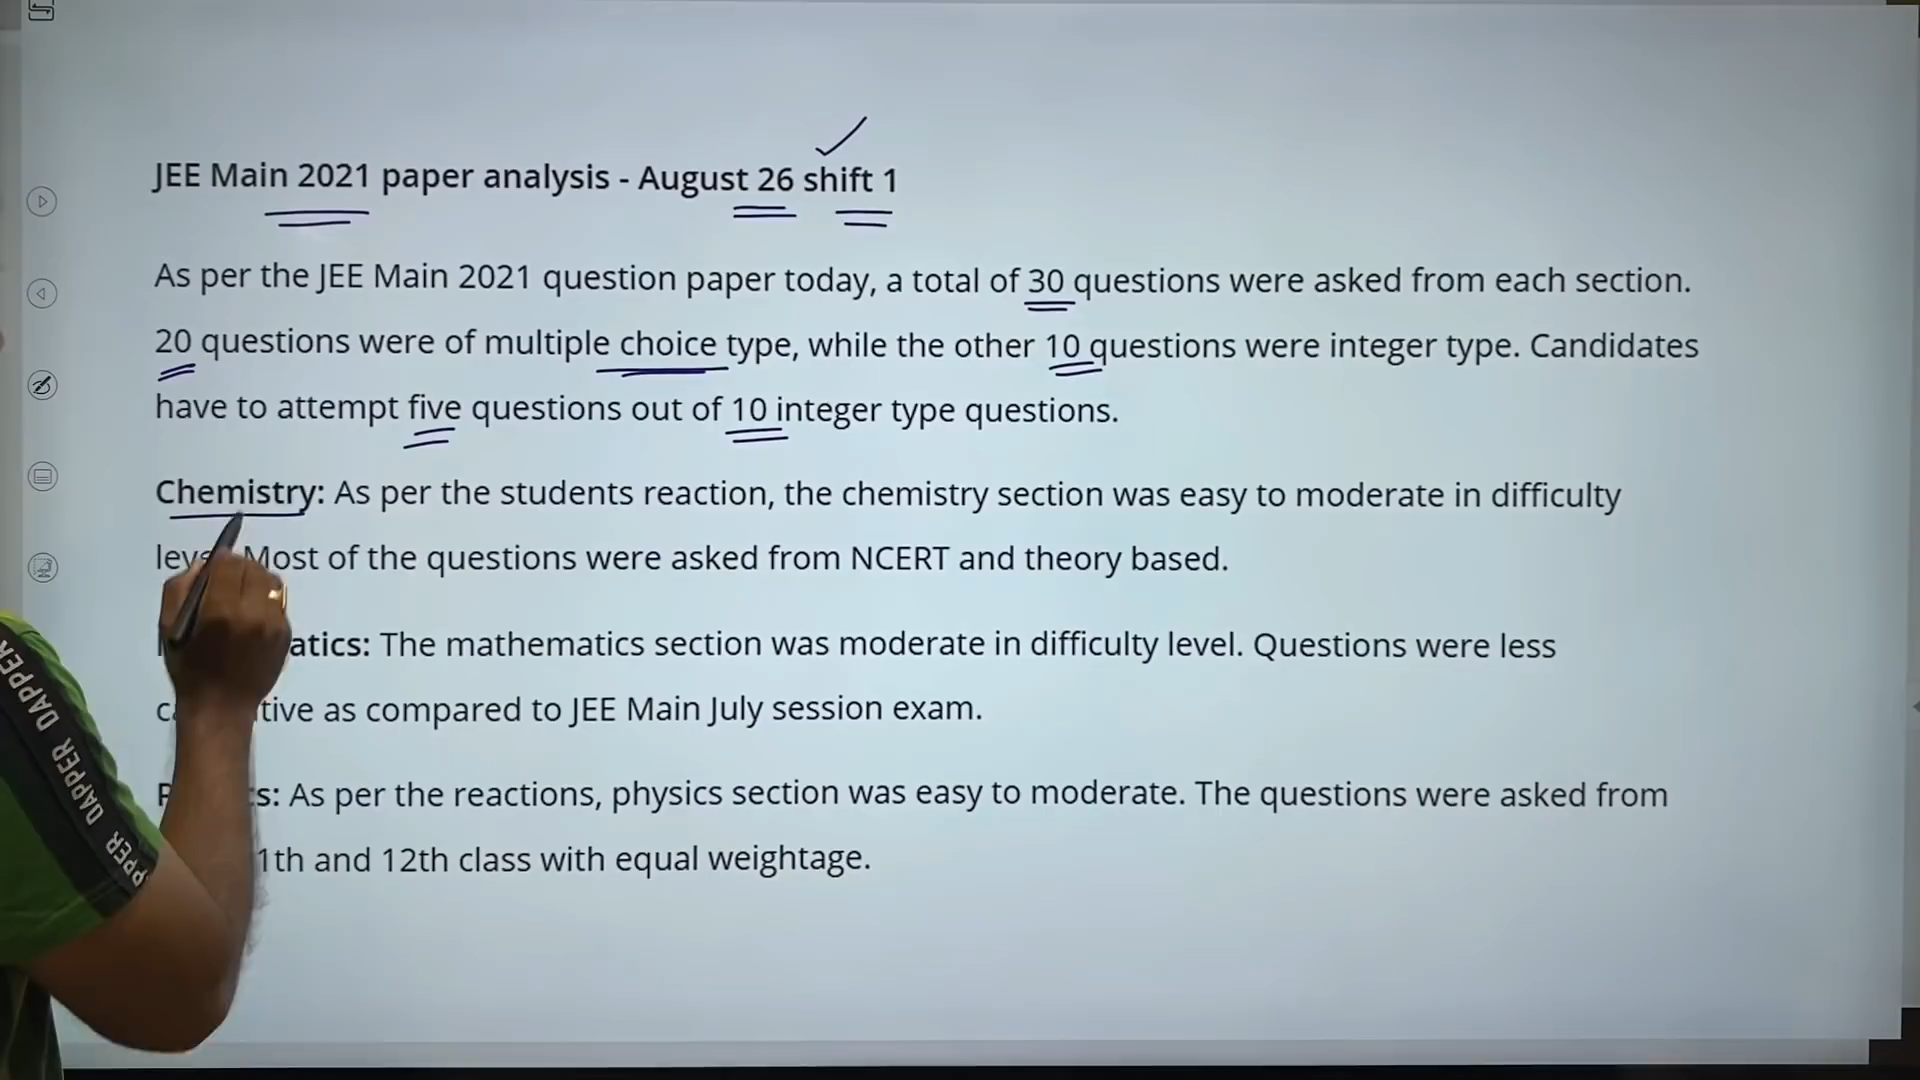 JEE Main 2021 paper analysis - August 26 shift 1
As per the JEE Main 2021 question paper today, a total of 30 questions were asked from each section.
20 questions were of multiple choice type, while the other 10 questions were integer type. Candidates
have to attempt five questions out of 10 integer type questions.
Chemistry: As per the students reaction, the chemistry section was easy to moderate in difficulty
Most of the questions were asked from NCERT and theory based.
The mathematics section was moderate in difficulty level. Questions were less
as compared to JEE Main July session exam.
As per the reactions, physics section was easy to moderate. The questions were asked from
and 12th class with equal weightage.
DAPPER DAPPER DAPPER